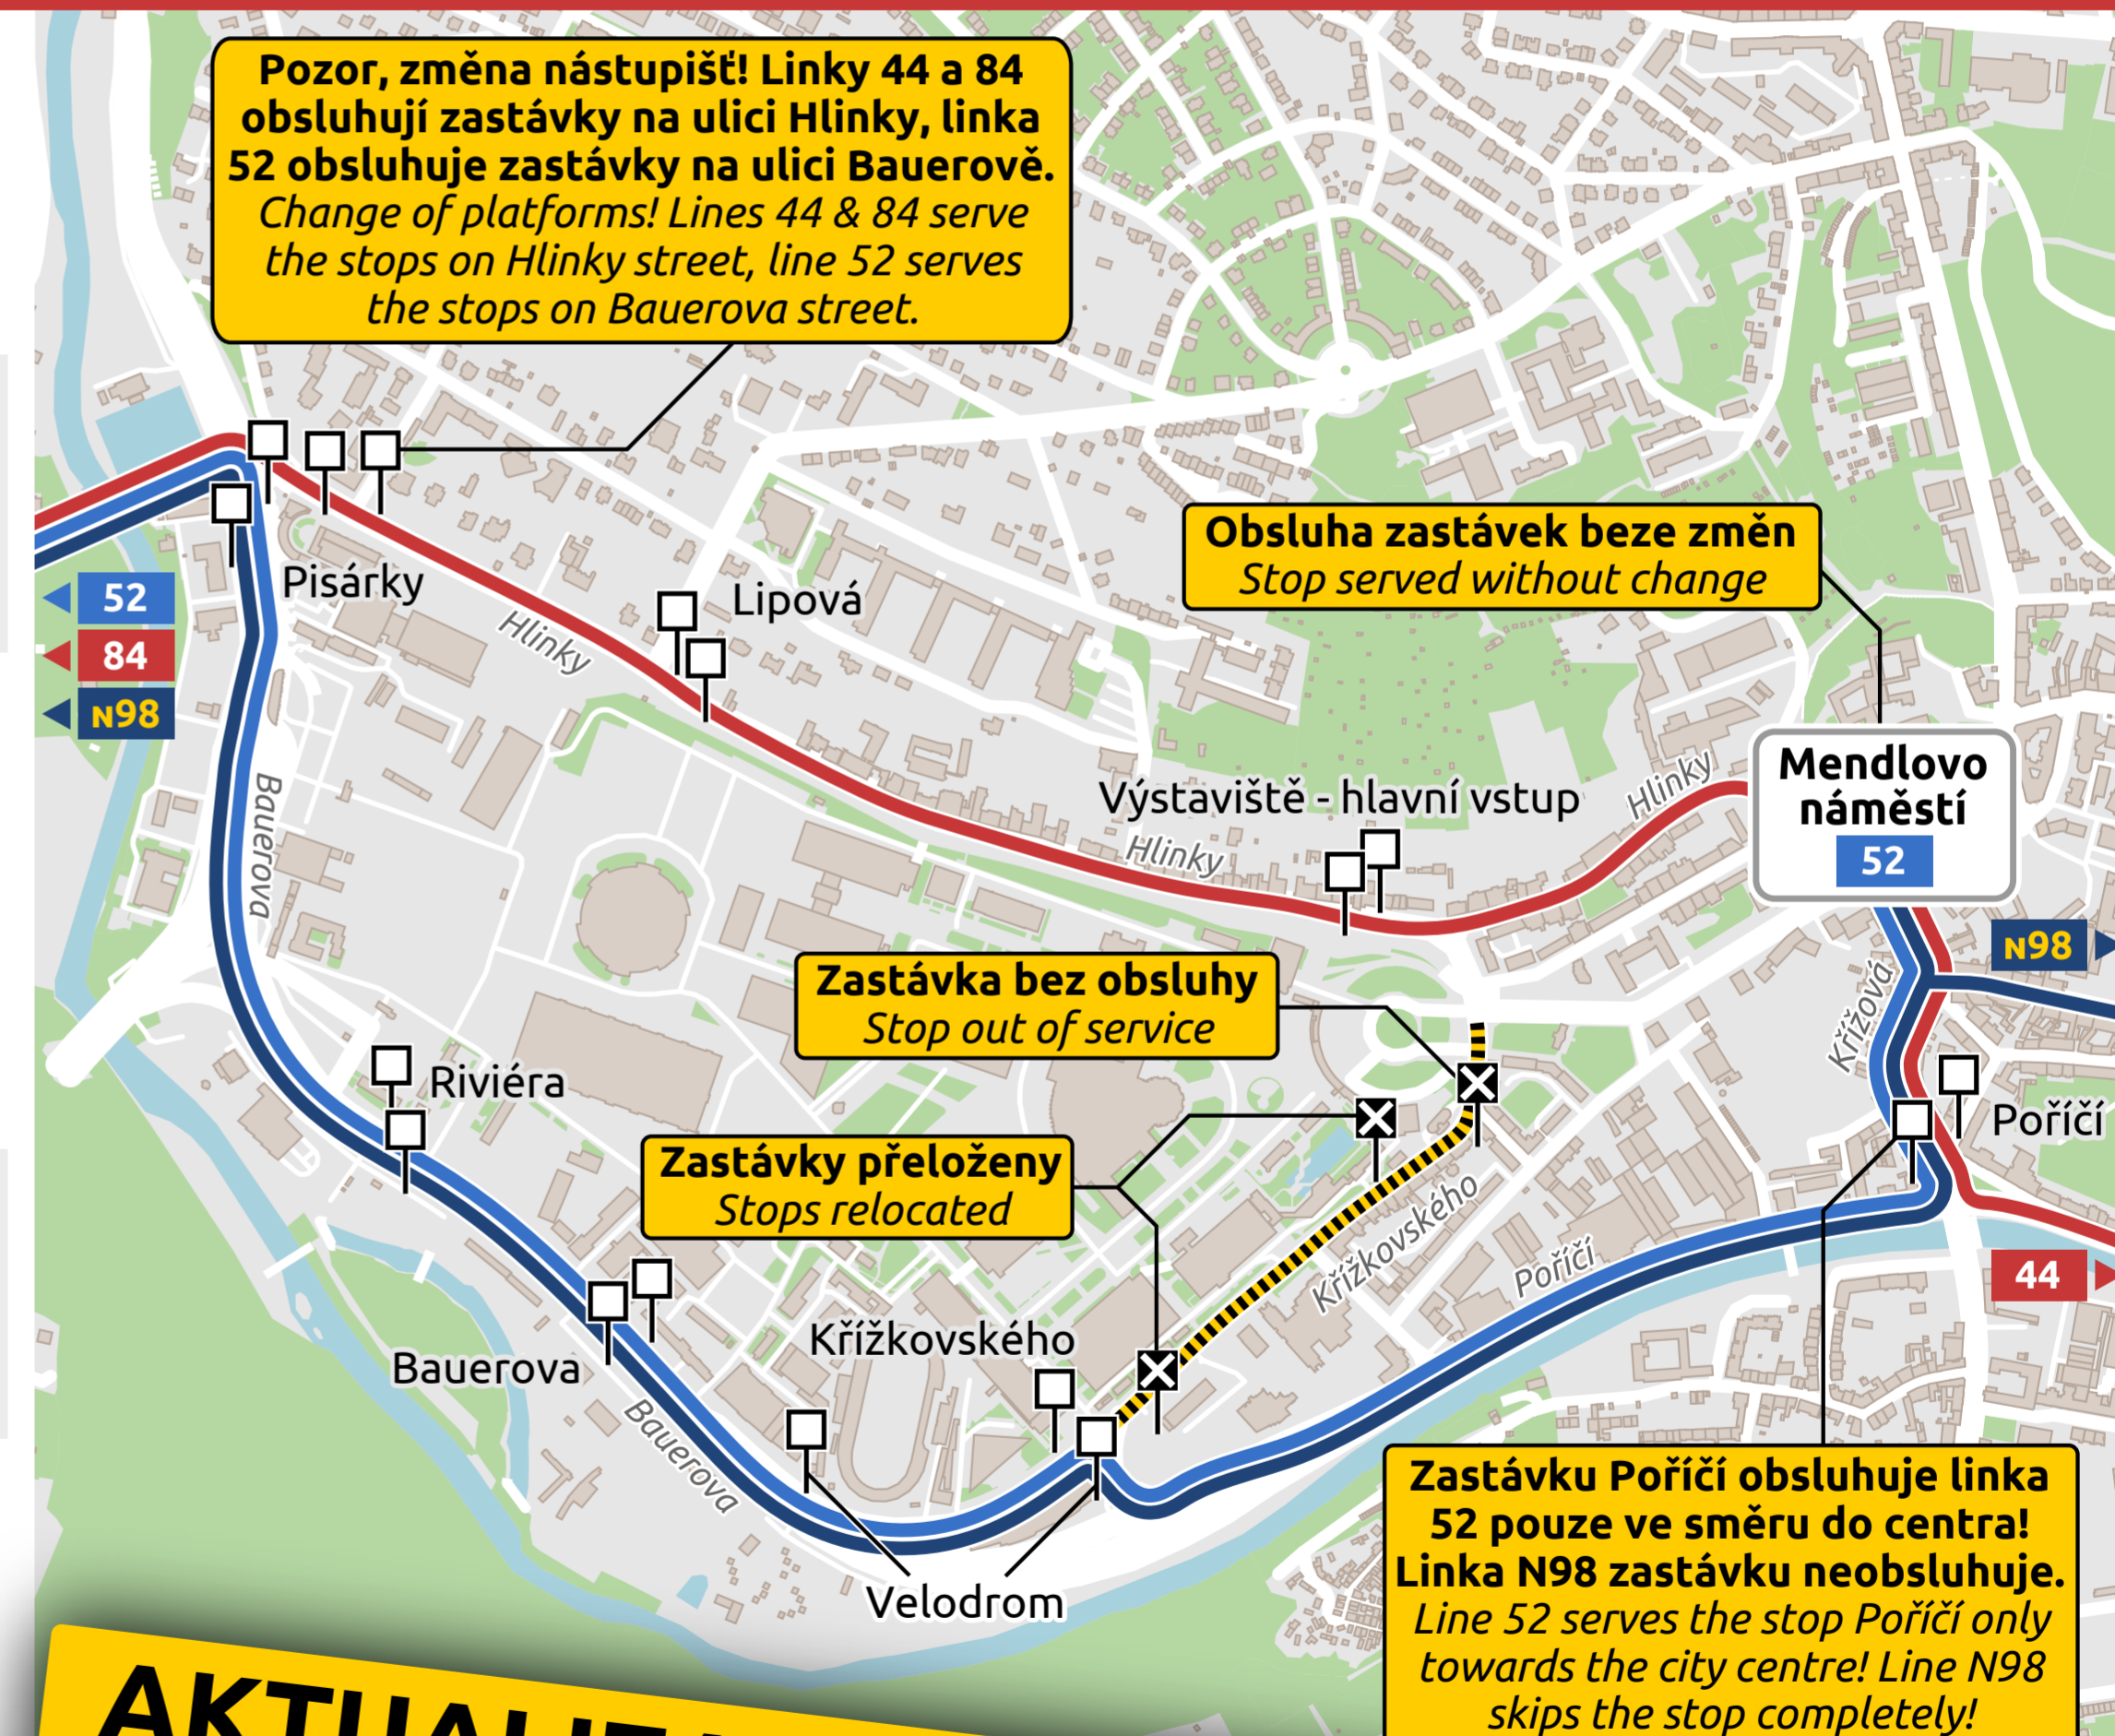 Pozor, změna nástupišť! Linky 44 a 84
obsluhují zastávky na ulici Hlinky, linka
52 obsluhuje zastávky na ulici Bauerově.
Change of platforms! Lines 44 & 84 serve
the stops on Hlinky street, line 52 serves
the stops on Bauerova street.
Obsluha zastávek beze změn
Stop served without change
Pisárky
52
84
N98
Hlinky
Lipová
Bauerova
Výstaviště - hlavní vstup
Hlinky
Hlinky
Mendlovo
náměstí
52
N98
Křížová
Zastávka bez obsluhy
Stop out of service
Riviéra
Poříčí
Zastávky přeloženy
Stops relocated
Křížkovského
Poříčí
44
Bauerova
Křížkovského
Bauerova
Velodrom
Zastávku Poříčí obsluhuje linka
52 pouze ve směru do centra!
Linka N98 zastávku neobsluhuje.
Line 52 serves the stop Poříčí only
towards the city centre! Line N98
skips the stop completely!